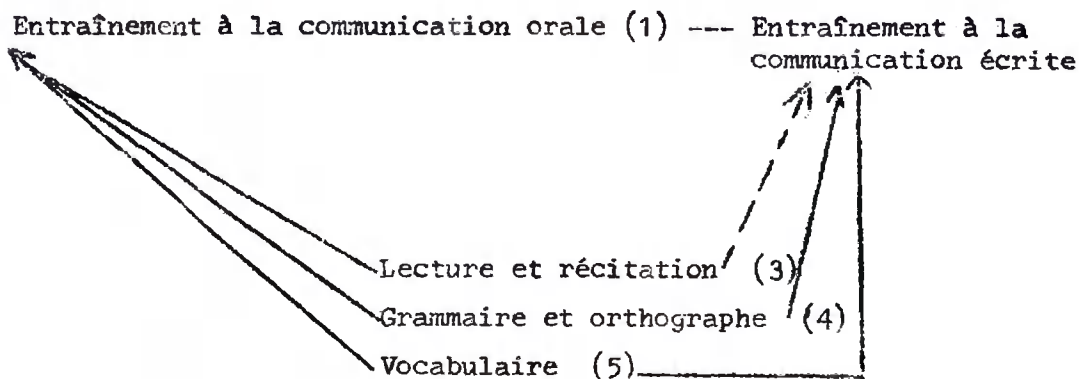 Entraînement à la communication orale (1) --- Entraînement à la
communication écrite
Lecture et récitation (3)
Grammaire et orthographe (4)
Vocabulaire (5)